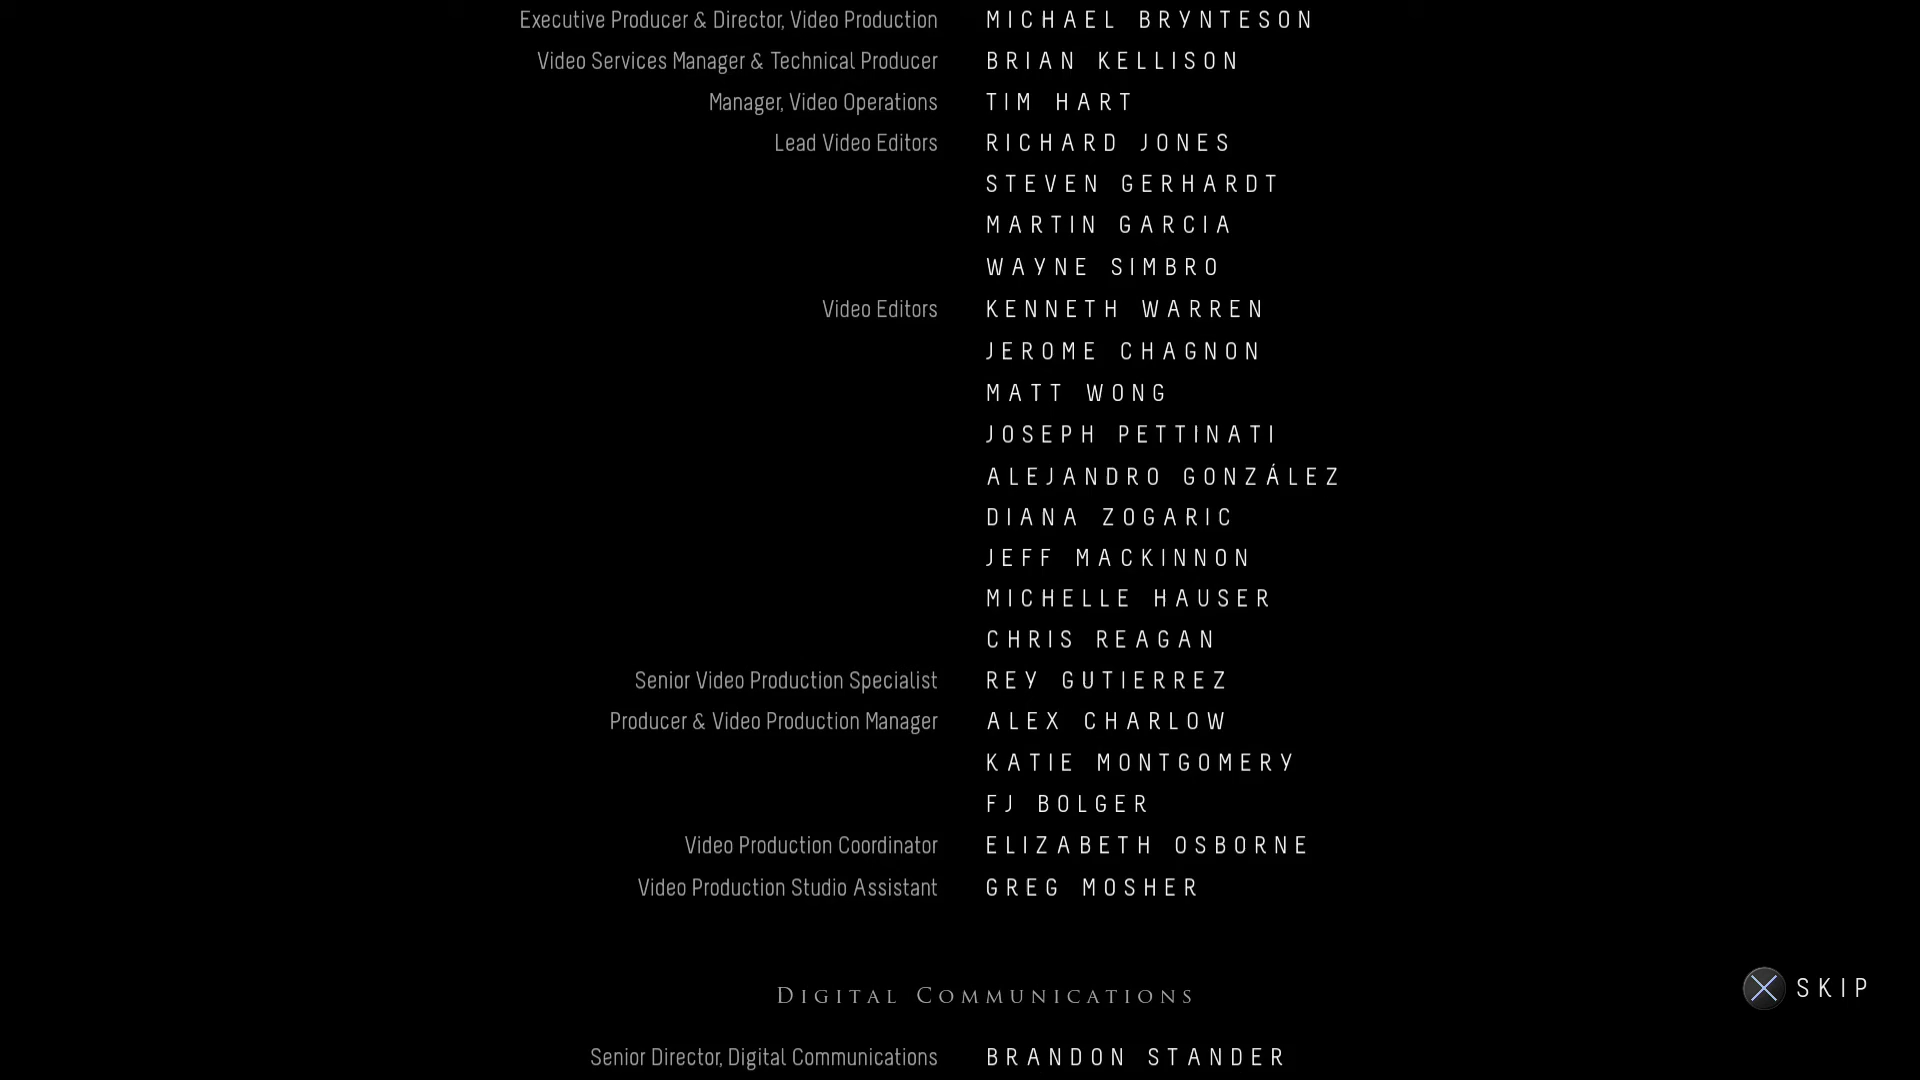 Executive Producer & Director, Video Production MICHAEL BRYNTESON
Video Services Manager & Technical Producer BRIAN KELLISON
Manager, Video Operations TIM HART
Lead Video Editors RICHARD JONES
STEVEN GERHARDT
MARTIN GARCIA
WAYNE SIMBRO
Video Editors KENNETH WARREN
JEROME CHAGNON
MATT WONG
JOSEPH PETTINATI
ALEJANDRO GONZÁLEZ
DIANA ZOGARIC
JEFF MACKINNON
MICHELLE HAUSER
CHRIS REAGAN
Senior Video Production Specialist REY GUTIERREZ
Producer & Video Production Manager ALEX CHARLOW
KATIE MONTGOMERY
FJ BOLGER
Video Production Coordinator ELIZABETH OSBORNE
Video Production Studio Assistant GREG MOSHER
SKIP
DIGITAL COMMUNICATIONS
Senior Director, Digital Communications BRANDON STANDER